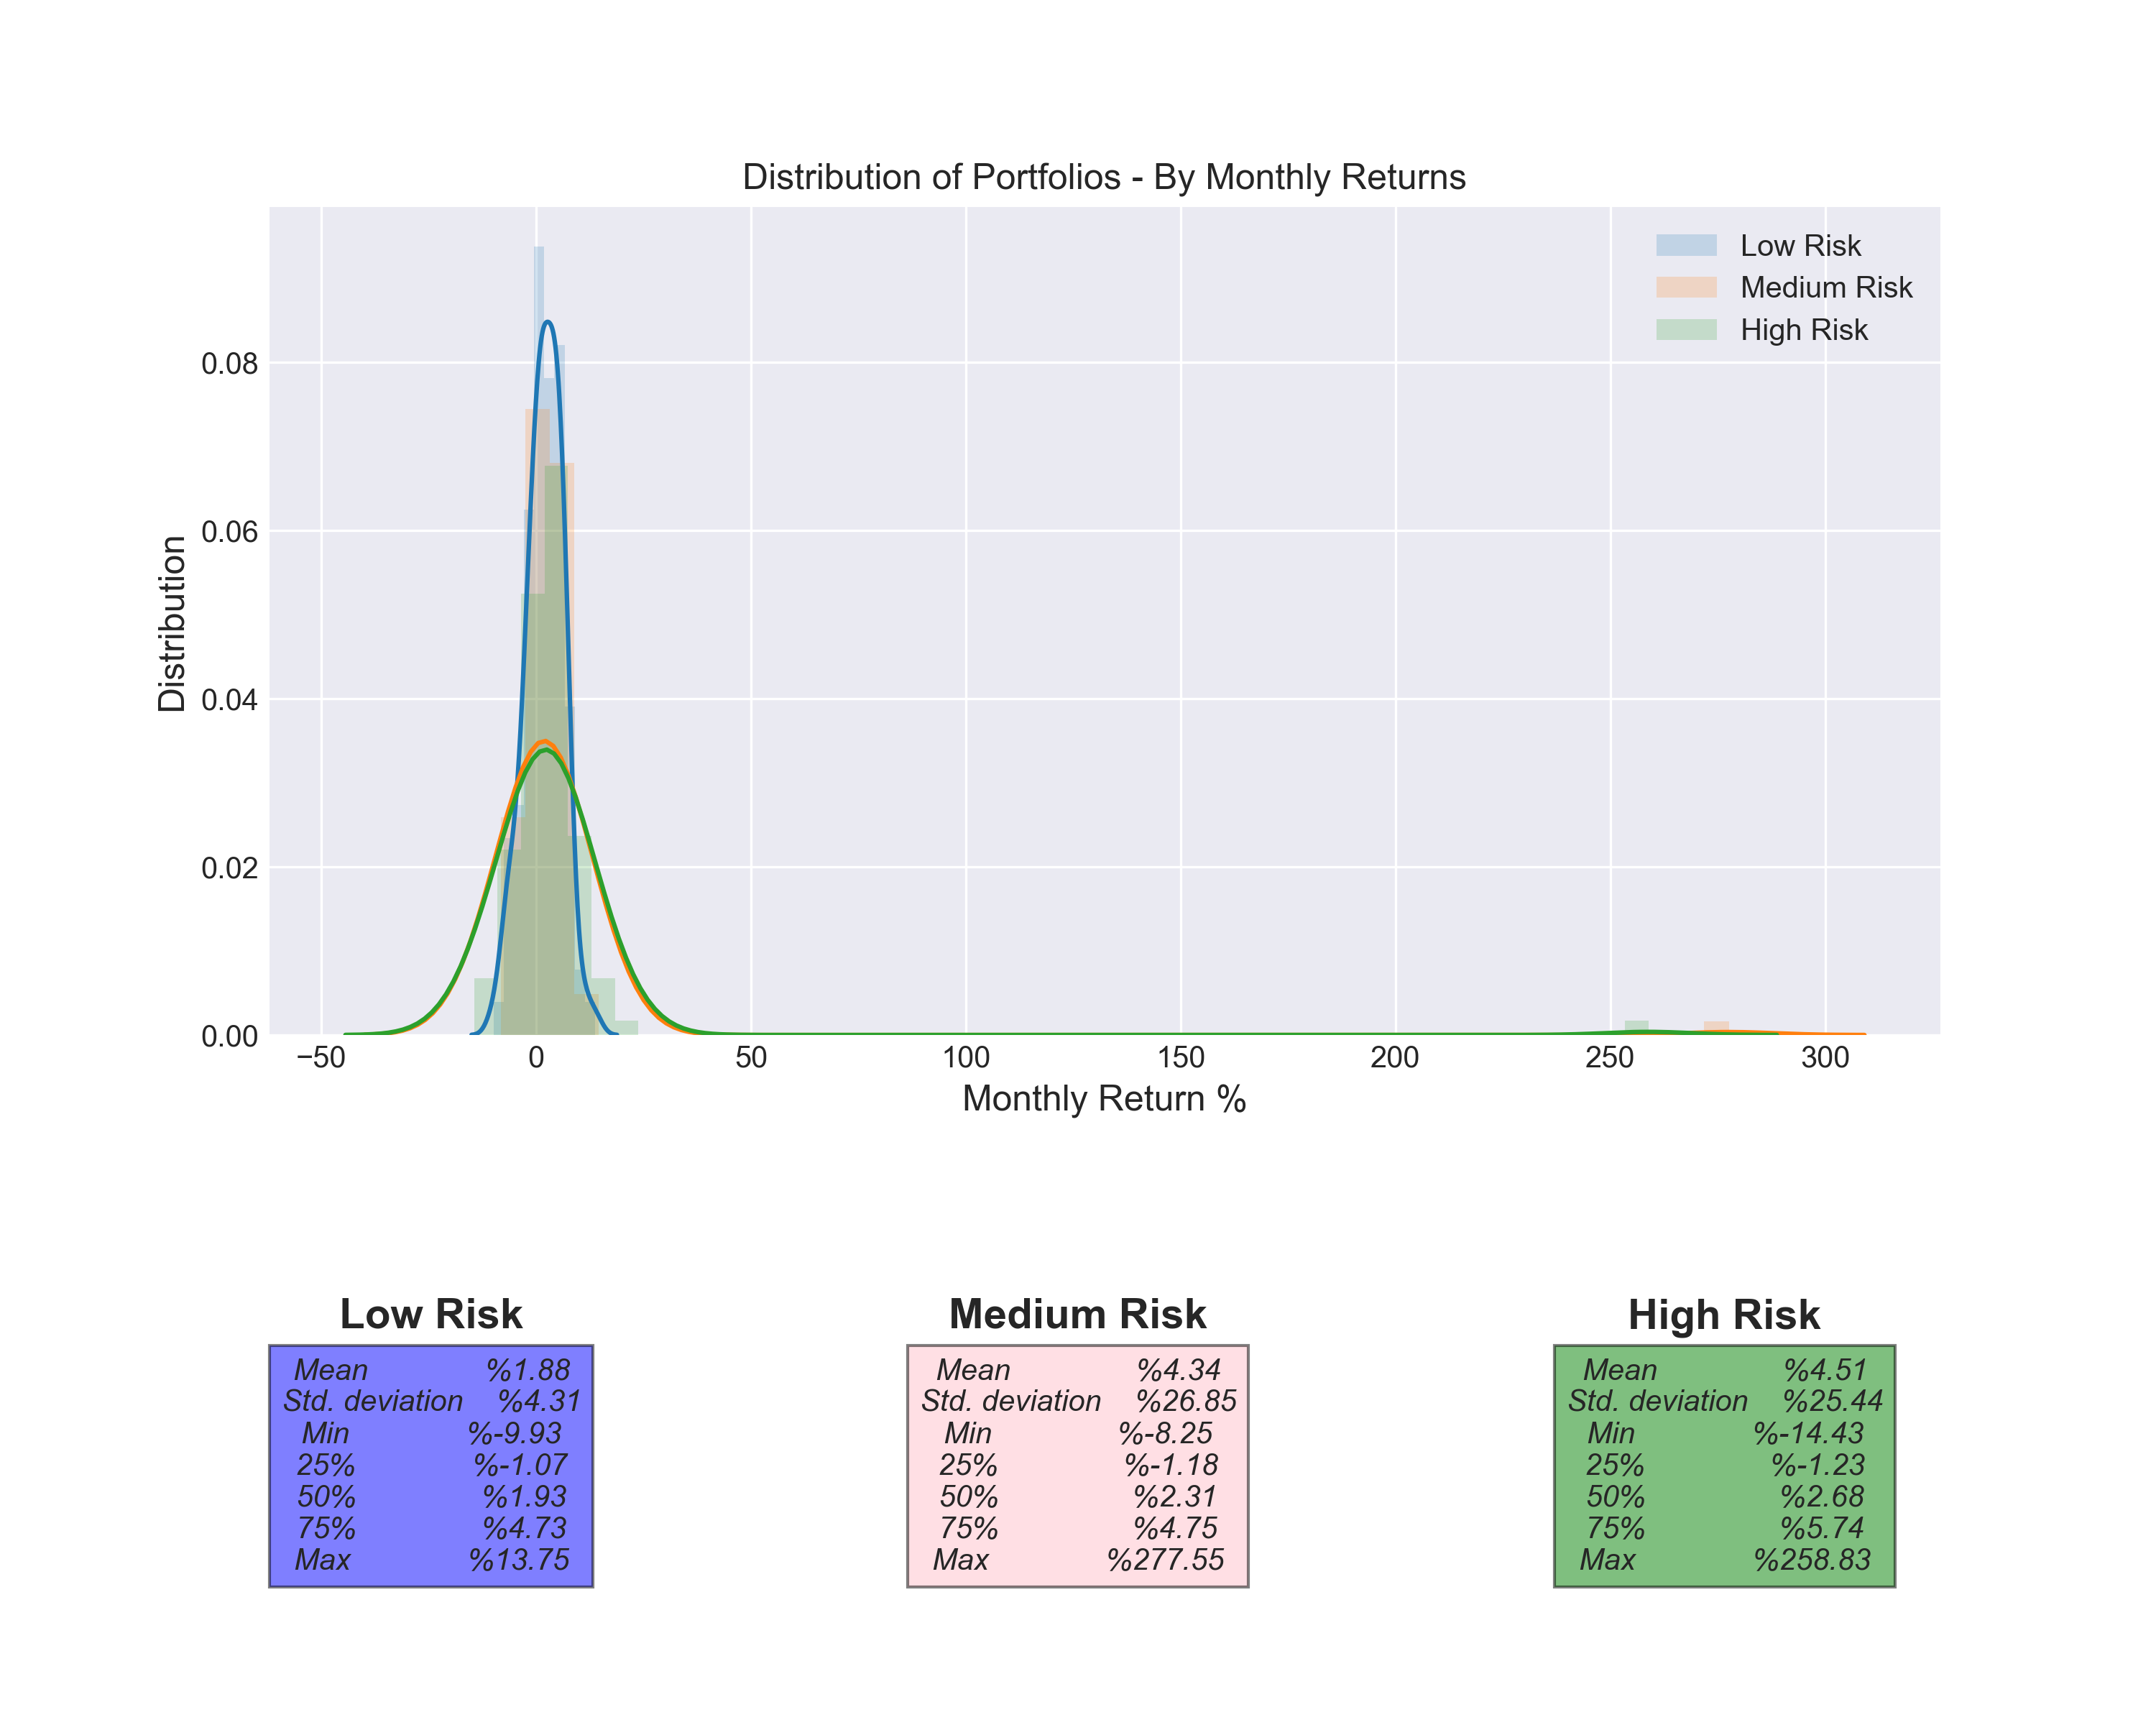 Distribution of Portfolios - By Monthly Returns
Low Risk
Medium Risk
High Risk
Distribution
0.08
0.06
0.04
0.02
0.00
−50 0 50 100 150 200 250 300
Monthly Return %
Low Risk
Mean %1.88
Std. deviation %4.31
Min %-9.93
25% %-1.07
50% %1.93
75% %4.73
Max %13.75
Medium Risk
Mean %4.34
Std. deviation %26.85
Min %-8.25
25% %-1.18
50% %2.31
75% %4.75
Max %277.55
High Risk
Mean %4.51
Std. deviation %25.44
Min %-14.43
25% %-1.23
50% %2.68
75% %5.74
Max %258.83